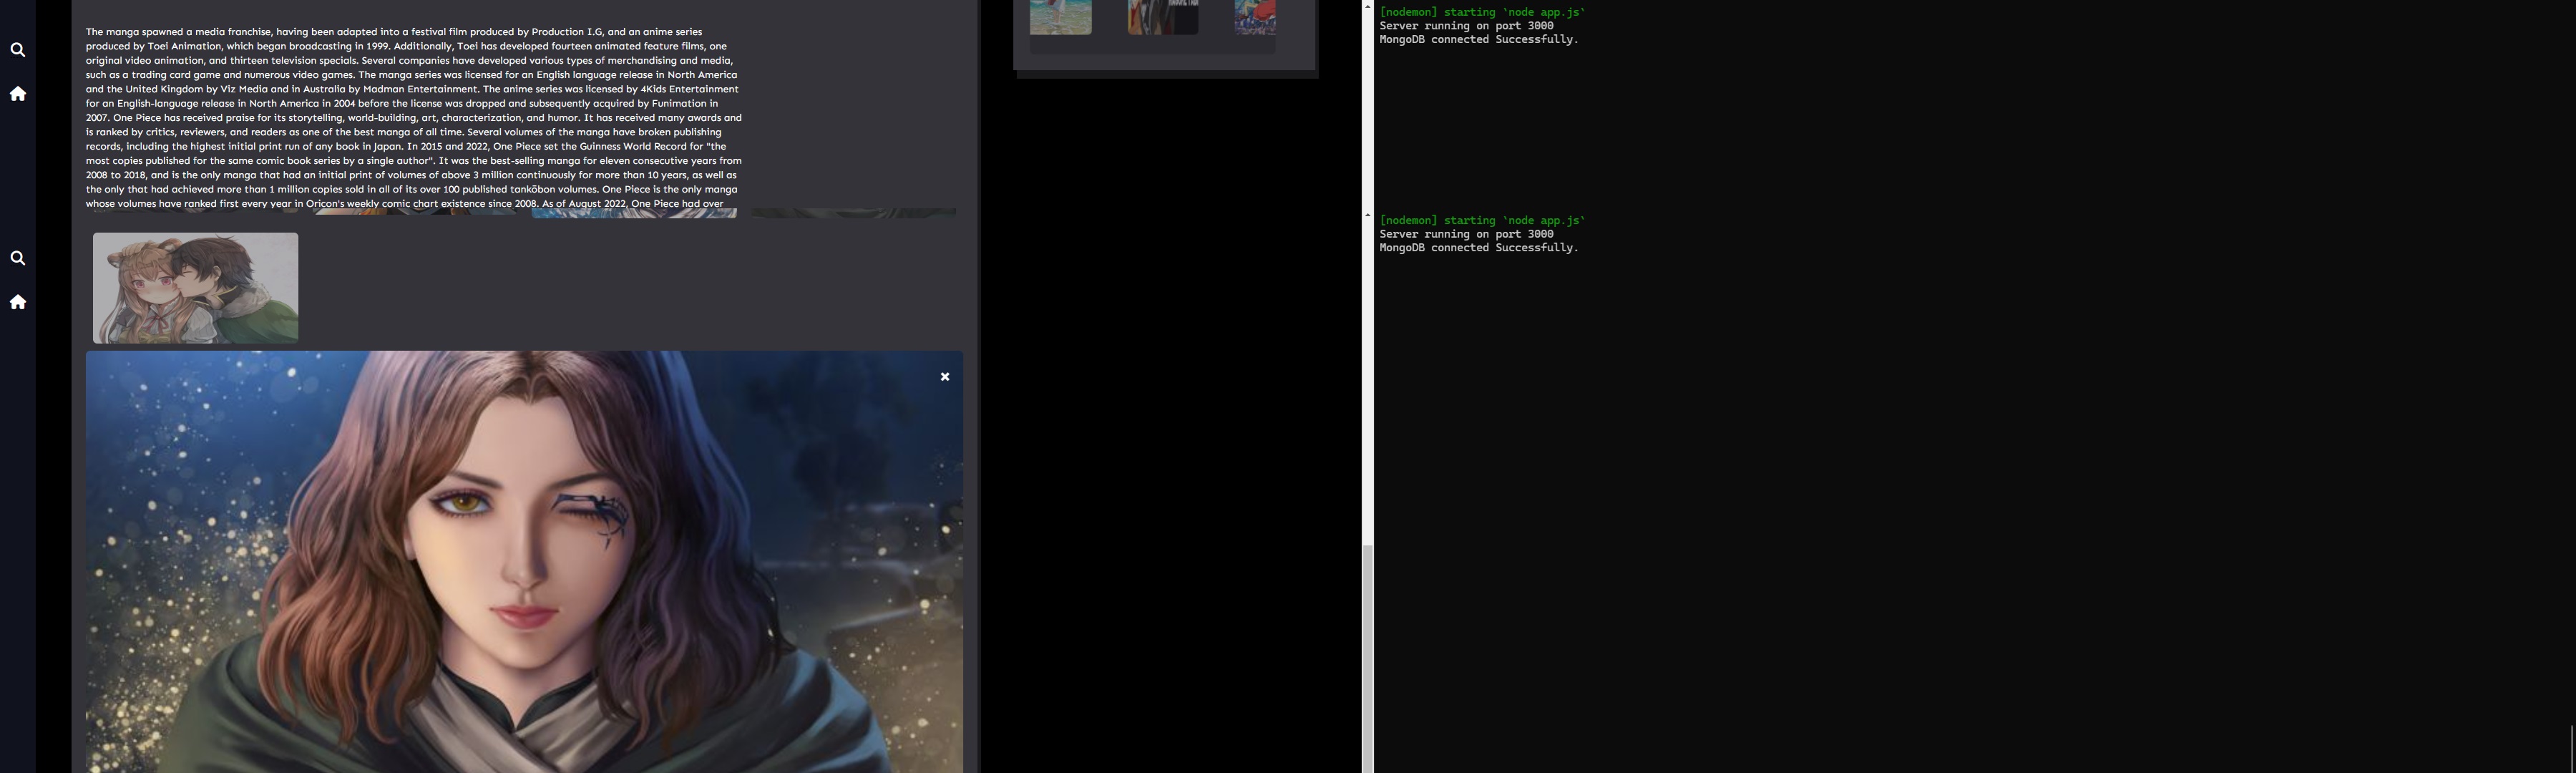 The manga spawned a media franchise, having been adapted into a festival film produced by Production I.G, and an anime series
produced by Toei Animation, which began broadcasting in 1999. Additionally, Toei has developed fourteen animated feature films, one
original video animation, and thirteen television specials. Several companies have developed various types of merchandising and media,
such as a trading card game and numerous video games. The manga series was licensed for an English language release in North America
and the United Kingdom by Viz Media and in Australia by Madman Entertainment. The anime series was licensed by 4Kids Entertainment
for an English-language release in North America in 2004 before the license was dropped and subsequently acquired by Funimation in
2007. One Piece has received praise for its storytelling, world-building, art, characterization, and humor. It has received many awards and
is ranked by critics, reviewers, and readers as one of the best manga of all time. Several volumes of the manga have broken publishing
records, including the highest initial print run of any book in Japan. In 2015 and 2022, One Piece set the Guinness World Record for "the
most copies published for the same comic book series by a single author". It was the best-selling manga for eleven consecutive years from
2008 to 2018, and is the only manga that had an initial print of volumes of above 3 million continuously for more than 10 years, as well as
the only that had achieved more than 1 million copies sold in all of its over 100 published tankōbon volumes. One Piece is the only manga
whose volumes have ranked first every year in Oricon's weekly comic chart existence since 2008. As of August 2022, One Piece had over
[nodemon] starting `node app.js`
Server running on port 3000
MongoDB connected Successfully.
[nodemon] starting `node app.js`
Server running on port 3000
MongoDB connected Successfully.